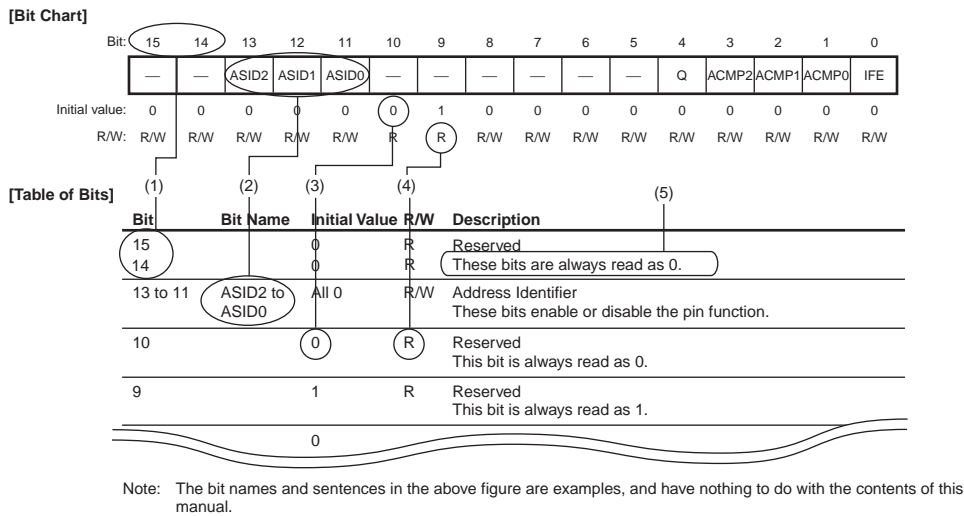 [Bit Chart]
Bit: 15 14 13 12 11 10 9 8 7 6 5 4 3 2 1 0
— — ASID2 ASID1 ASID0 — — — — — — Q ACMP2 ACMP1 ACMP0 IFE
Initial value: 0 0 0 0 0 0 1 0 0 0 0 0 0 0 0 0
R/W: R/W R/W R/W R/W R/W R R R/W R/W R/W R/W R/W R/W R/W R/W R/W
(1) (2) (3) (4) (5)
[Table of Bits]
Bit Bit Name Initial Value R/W Description
15 0 R Reserved
14 0 R These bits are always read as 0.
13 to 11 ASID2 to All 0 R/W Address Identifier
ASID0 These bits enable or disable the pin function.
10 0 R Reserved
This bit is always read as 0.
9 1 R Reserved
This bit is always read as 1.
0
Note: The bit names and sentences in the above figure are examples, and have nothing to do with the contents of this
manual.